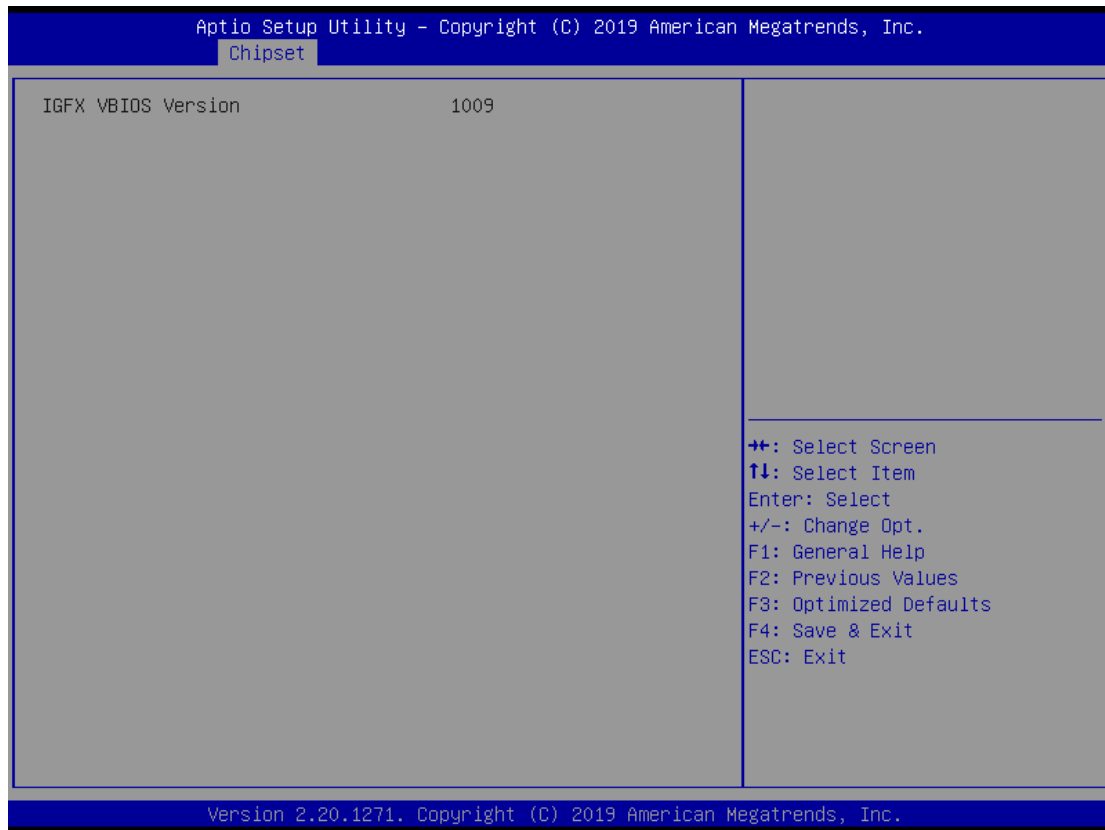 Aptio Setup Utility – Copyright (C) 2019 American Megatrends, Inc.
Chipset
IGFX VBIOS Version 1009
→←: Select Screen
↑↓: Select Item
Enter: Select
+/-: Change Opt.
F1: General Help
F2: Previous Values
F3: Optimized Defaults
F4: Save & Exit
ESC: Exit
Version 2.20.1271. Copyright (C) 2019 American Megatrends, Inc.